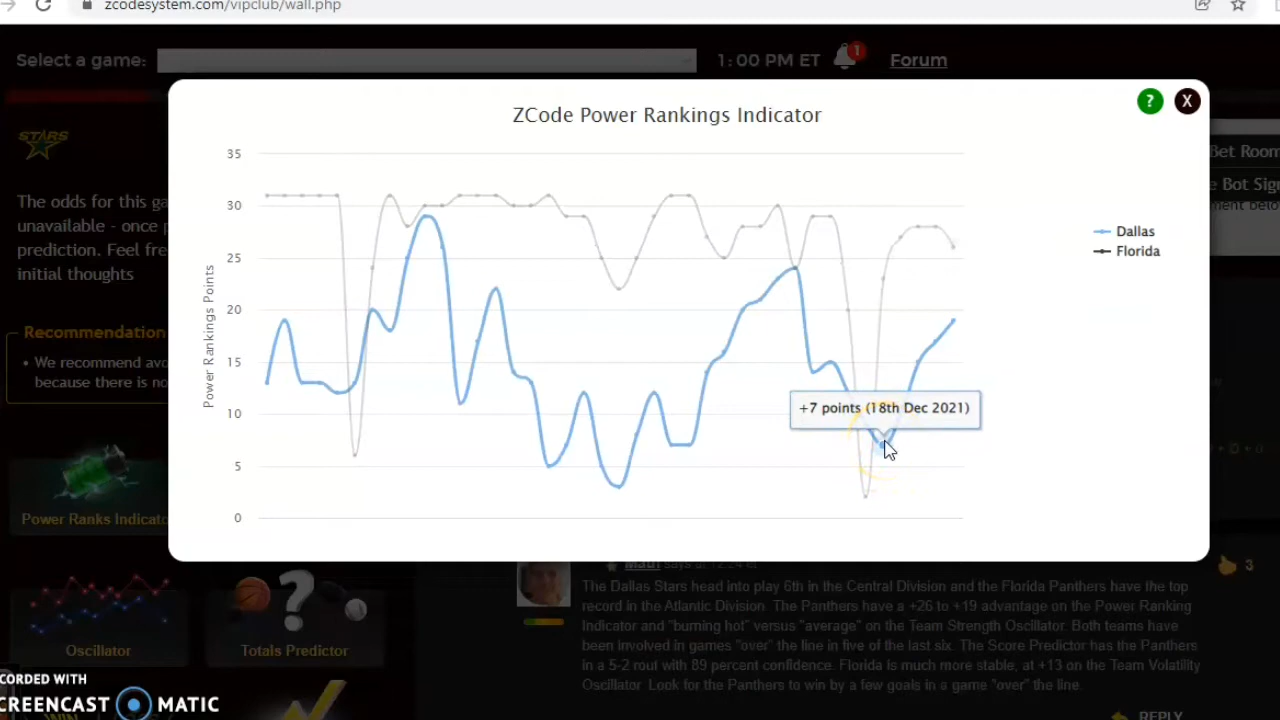 zcodesystem.com/vipclub/wall.php
Select a game:
1:00 PM ET
1
Forum
? X
ZCode Power Rankings Indicator
STARS
Bet Room
e Bot Sig
ment below
The odds for this ga
unavailable - once p
prediction. Feel fre
initial thoughts
Recommendation
• We recommend avo
because there is no
Power Rankings Points
35
30
25
20
15
10
5
0
Dallas
Florida
+7 points (18th Dec 2021)
Power Ranks Indicato
Oscillator
Totals Predictor
3
The Dallas Stars head into play 6th in the Central Division and the Florida Panthers have the top
record in the Atlantic Division. The Panthers have a +26 to +19 advantage on the Power Ranking
Indicator and "burning hot" versus "average" on the Team Strength Oscillator. Both teams have
been involved in games "over" the line in five of the last six. The Score Predictor has the Panthers
in a 5-2 rout with 89 percent confidence. Florida is much more stable, at +13 on the Team Volatility
Oscillator. Look for the Panthers to win by a few goals in a game "over" the line.
REPLY
CORDED WITH
CREENCAST MATIC